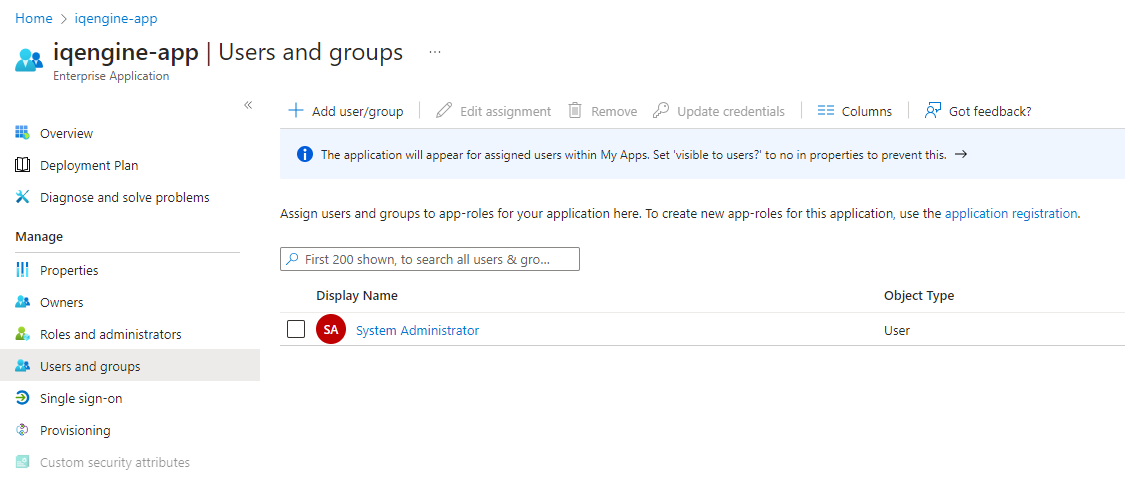 Home > iqengine-app
iqengine-app | Users and groups ...
Enterprise Application
«
Overview
Deployment Plan
Diagnose and solve problems
Manage
Properties
Owners
Roles and administrators
Users and groups
Single sign-on
Provisioning
Custom security attributes
+ Add user/group | Edit assignment Remove Update credentials | Columns | Got feedback?
The application will appear for assigned users within My Apps. Set 'visible to users?' to no in properties to prevent this. →
Assign users and groups to app-roles for your application here. To create new app-roles for this application, use the application registration.
First 200 shown, to search all users & gro...
Display Name Object Type
SA System Administrator User